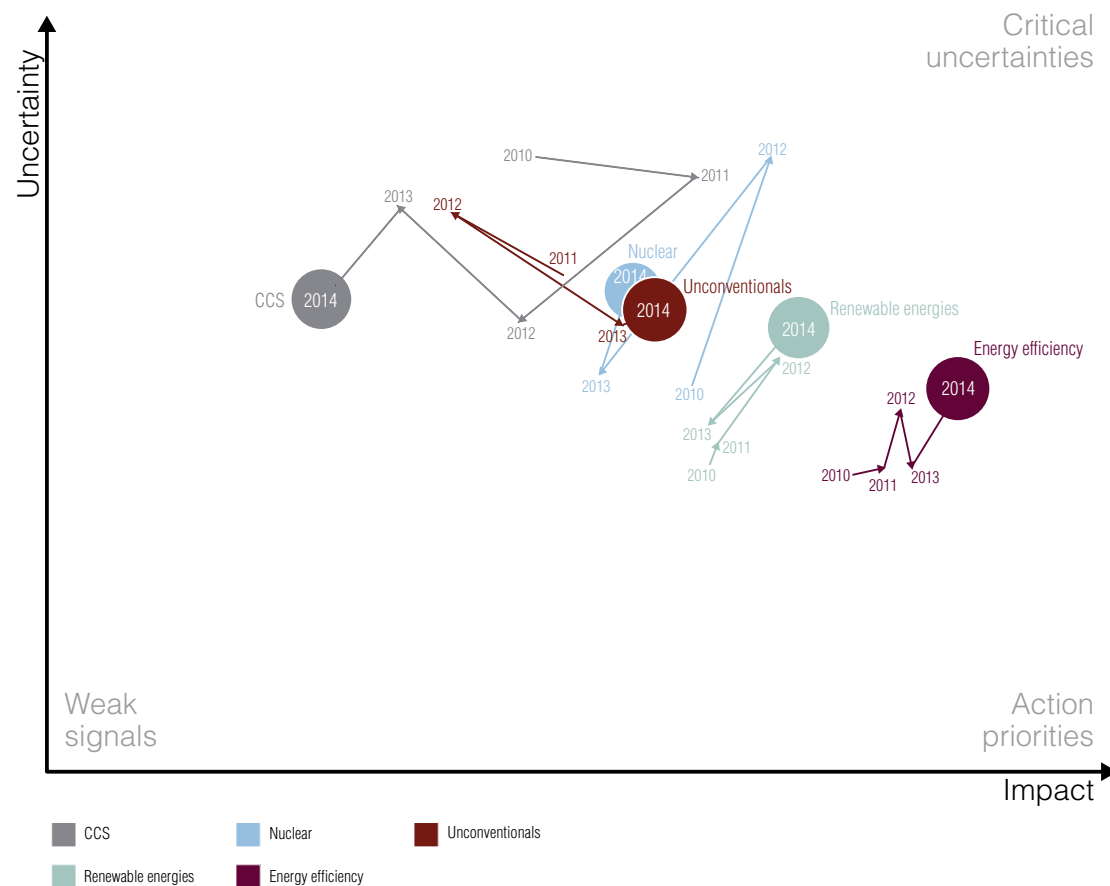 Critical
uncertainties
Uncertainty
2010
2011
2012
2013
2012
2011
Nuclear
2014
CCS
2014
Unconventionals
2014
2013
2012
2013
2010
Renewable energies
2014
2012
2013
2011
2010
Energy efficiency
2014
2012
2010
2011
2013
Weak
signals
Action
priorities
Impact
CCS
Nuclear
Unconventionals
Renewable energies
Energy efficiency